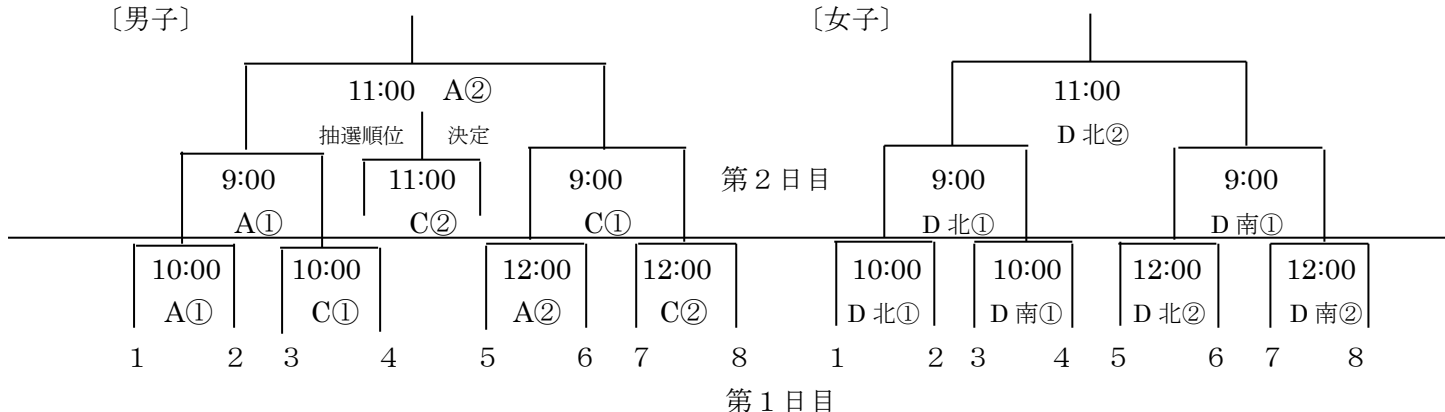 〔男子〕 〔女子〕
11:00 A② 11:00
抽選順位 決定 D 北②
9:00 11:00 9:00 第２日目 9:00 9:00
A① C② C① D 北① D 南①
10:00 10:00 12:00 12:00 10:00 10:00 12:00 12:00
A① C① A② C② D 北① D 南① D 北② D 南②
１ ２ ３ ４ ５ ６ ７ ８ １ ２ ３ ４ ５ ６ ７ ８
第１日目